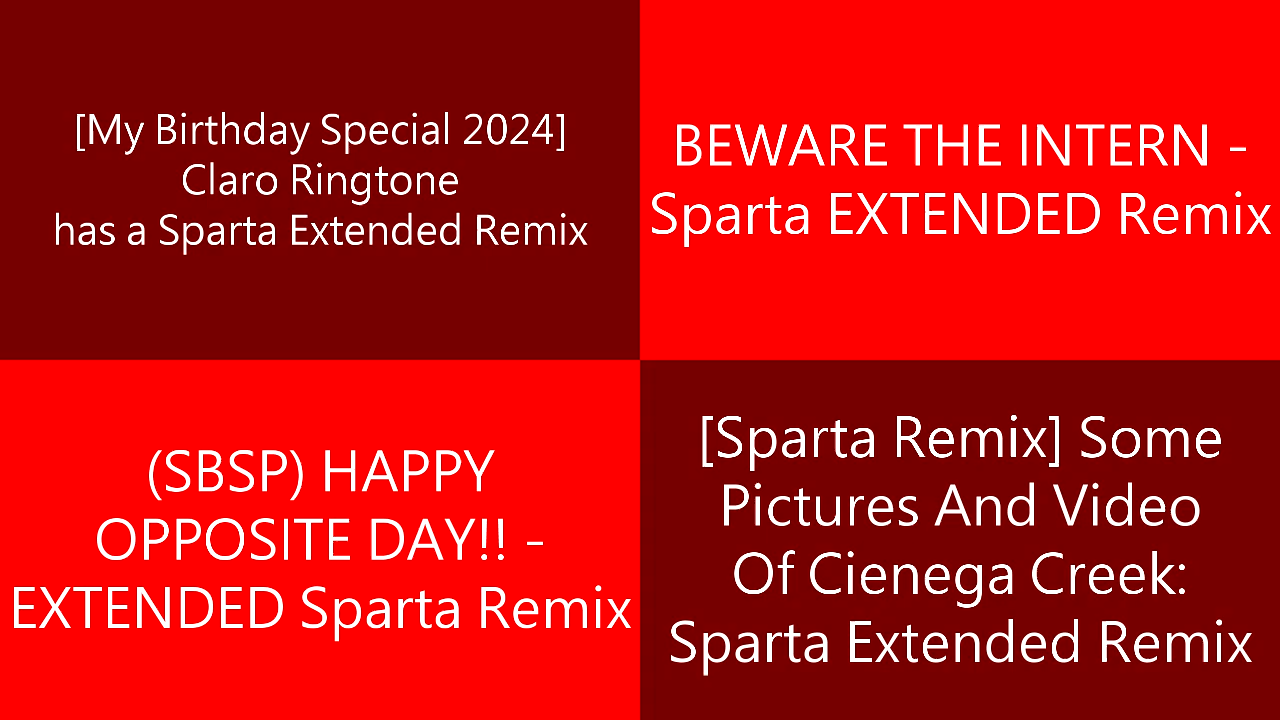 [My Birthday Special 2024]
Claro Ringtone
has a Sparta Extended Remix
BEWARE THE INTERN -
Sparta EXTENDED Remix
(SBSP) HAPPY
OPPOSITE DAY!! -
EXTENDED Sparta Remix
[Sparta Remix] Some
Pictures And Video
Of Cienega Creek:
Sparta Extended Remix